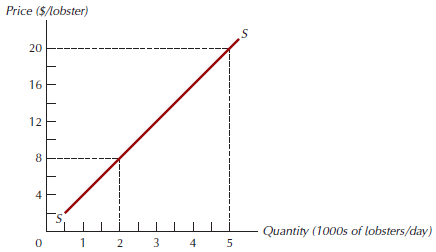 Price ($/lobster)
S
20
16
12
8
4
S
0 1 2 3 4 5
Quantity (1000s of lobsters/day)